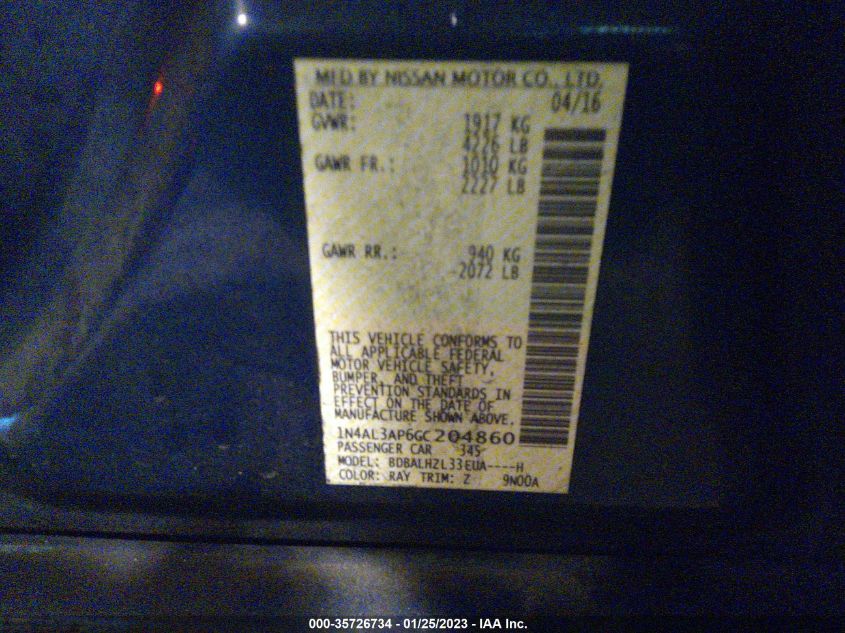 MFD BY NISSAN MOTOR CO., LTD.
DATE: 04/16
GVWR: 1917 KG
4226 LB
GAWR FR.: 1010 KG
2227 LB
GAWR RR.: 940 KG
2072 LB
THIS VEHICLE CONFORMS TO
ALL APPLICABLE FEDERAL
MOTOR VEHICLE SAFETY,
BUMPER, AND THEFT
PREVENTION STANDARDS IN
EFFECT ON THE DATE OF
MANUFACTURE SHOWN ABOVE.
1N4AL3AP6GC204860
PASSENGER CAR 345
MODEL: BDBALHZL33EUA----H
COLOR: RAY TRIM: Z 9N00A
000-35726734 - 01/25/2023 - IAA Inc.